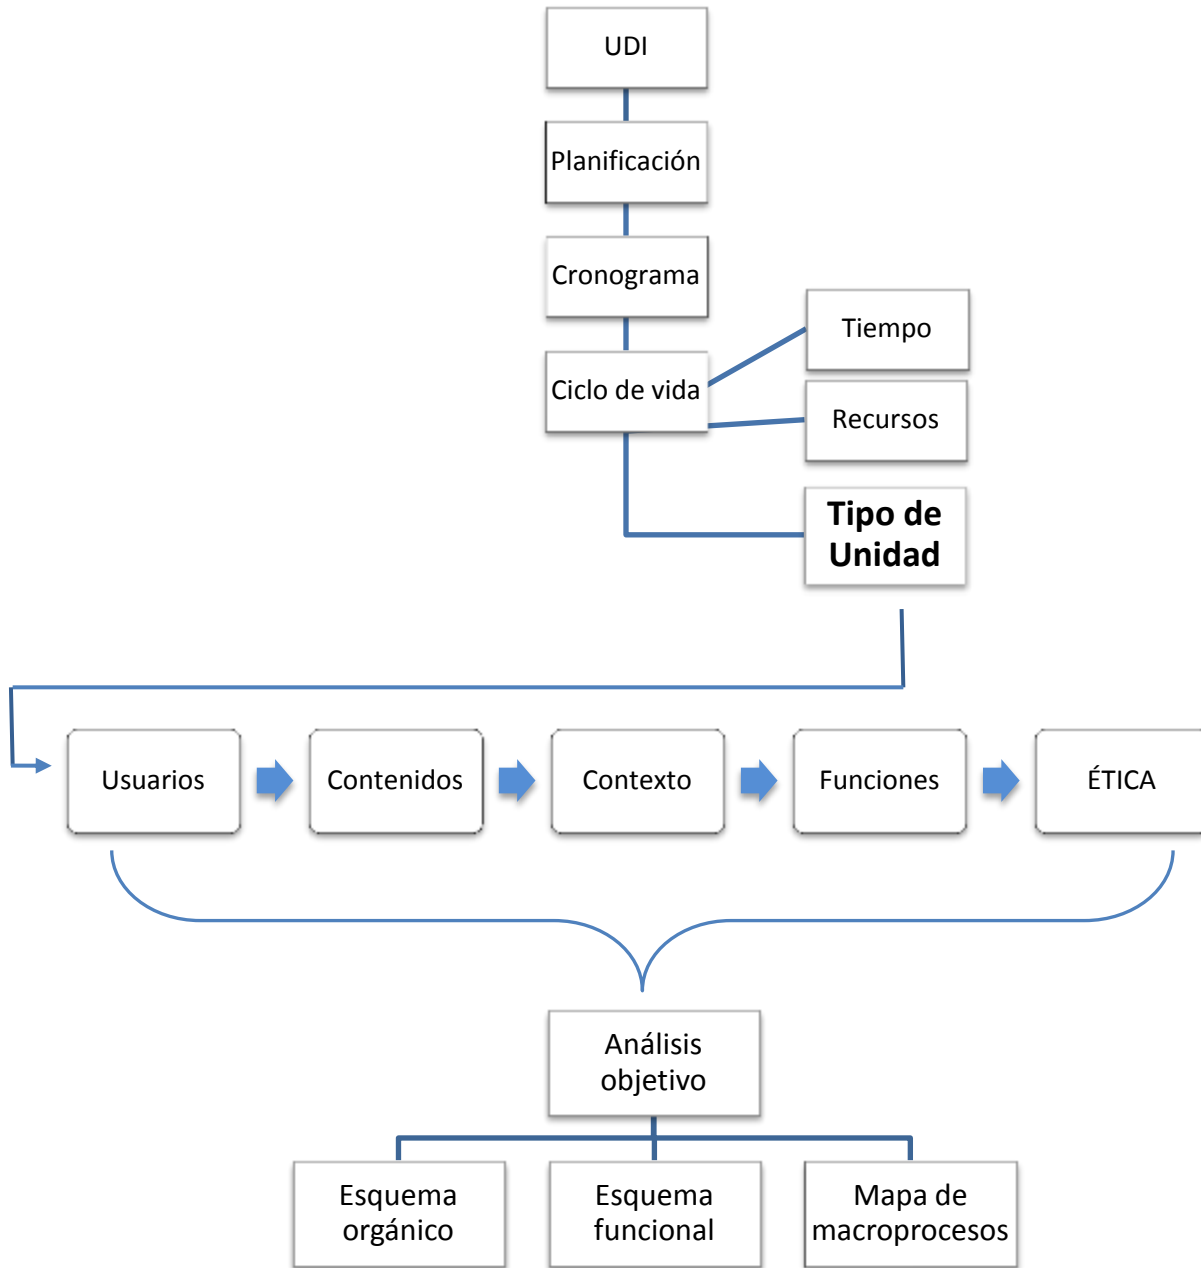 UDI
Planificación
Cronograma
Ciclo de vida
Tiempo
Recursos
Tipo de
Unidad
Usuarios
Contenidos
Contexto
Funciones
ÉTICA
Análisis
objetivo
Esquema
orgánico
Esquema
funcional
Mapa de
macroprocesos